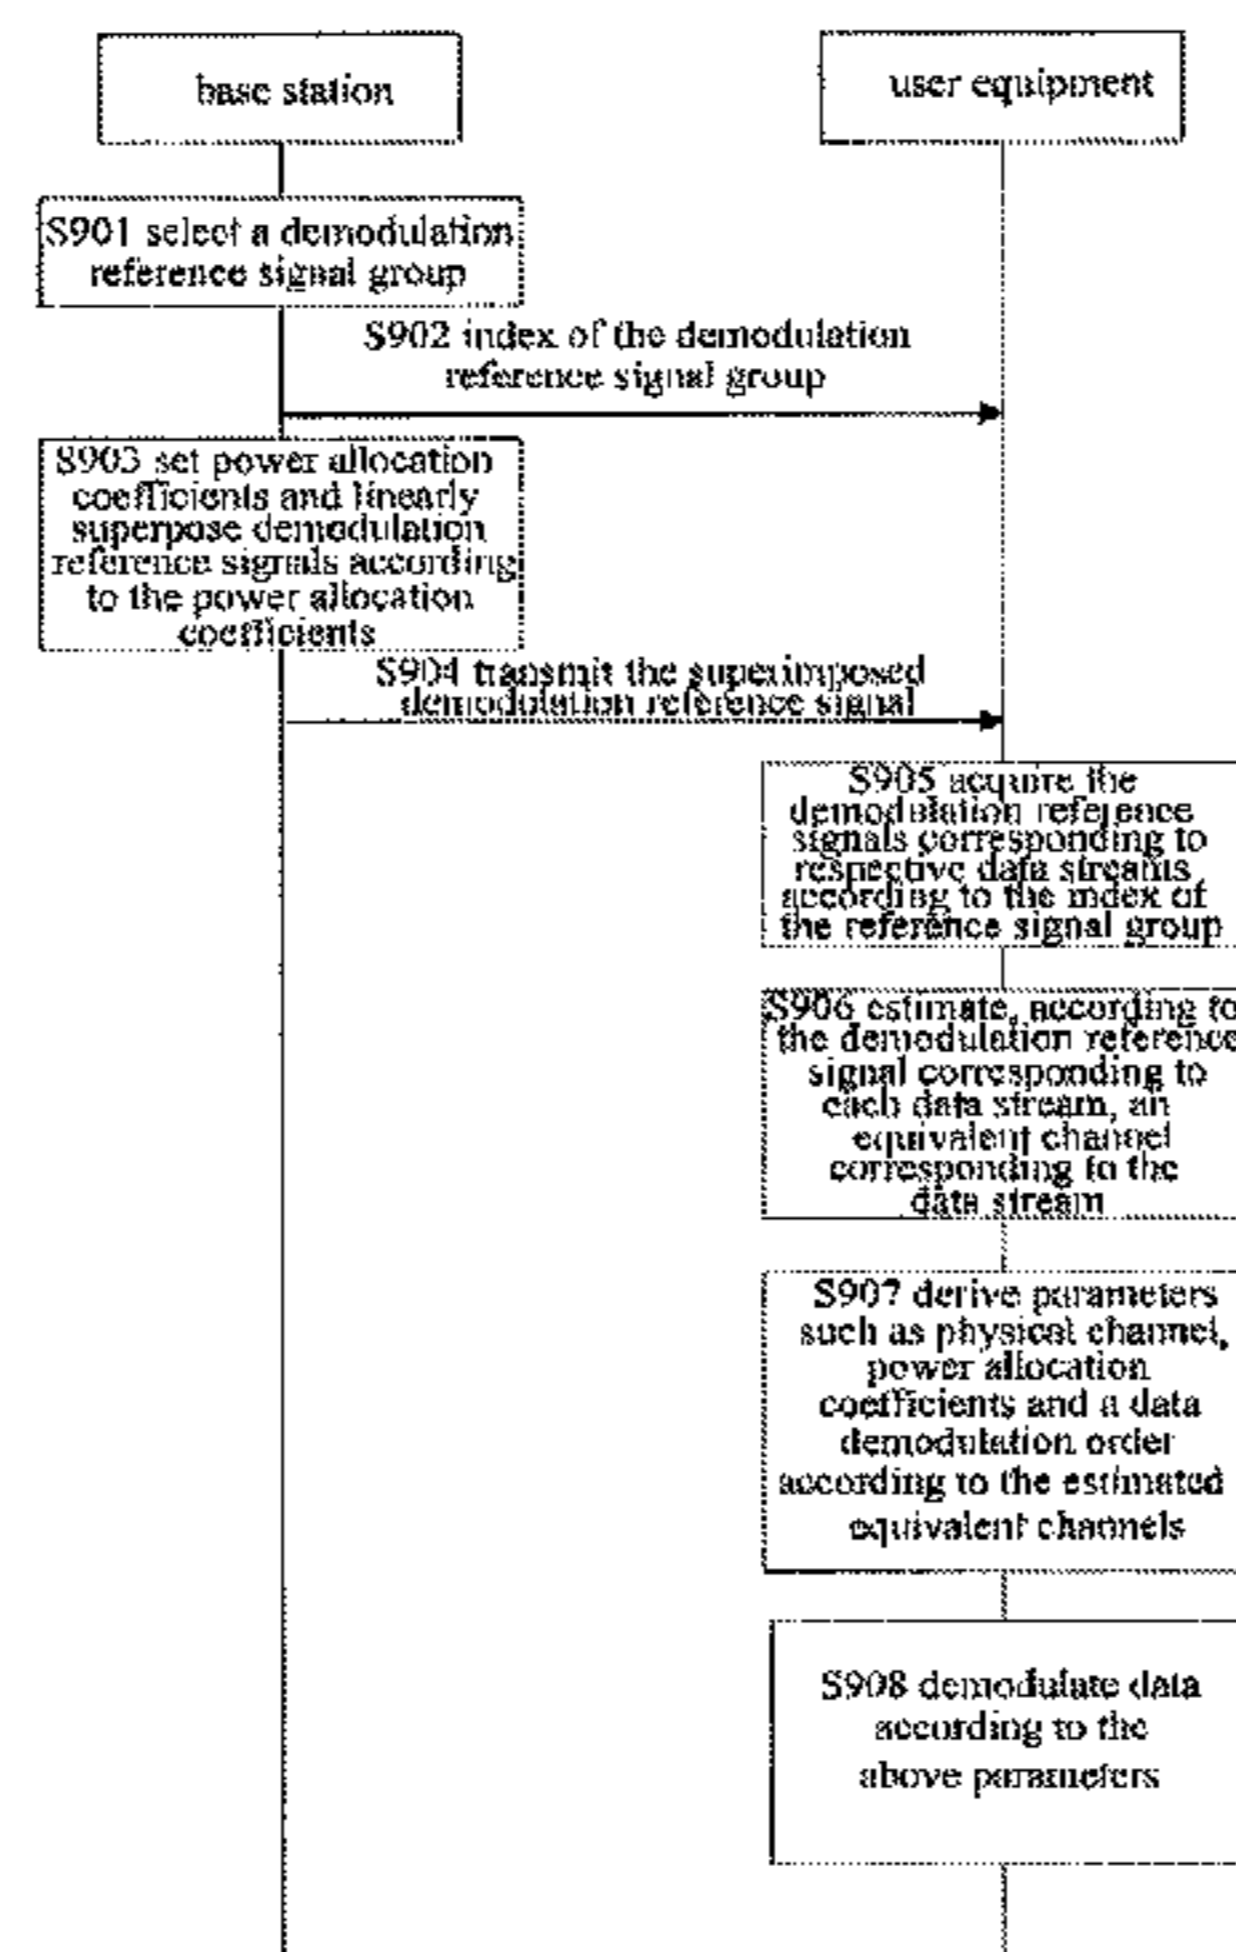 base station
user equipment
S901 select a demodulation
reference signal group
S902 index of the demodulation
reference signal group
S903 set power allocation
coefficients and linearly
superpose demodulation
reference signals according
to the power allocation
coefficients
S904 transmit the superimposed
demodulation reference signal
S905 acquire the
demodulation reference
signals corresponding to
respective data streams
according to the index of
the reference signal group
S906 estimate, according to
the demodulation reference
signal corresponding to
each data stream, an
equivalent channel
corresponding to the
data stream
S907 derive parameters
such as physical channel,
power allocation
coefficients and a data
demodulation order
according to the estimated
equivalent channels
S908 demodulate data
according to the
above parameters